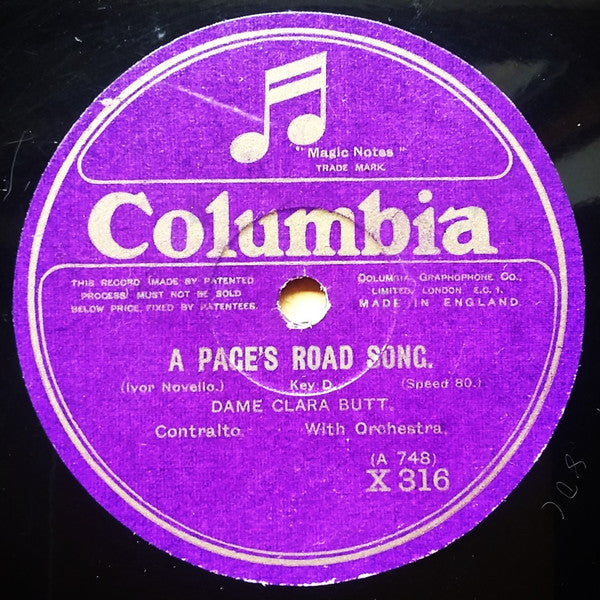 "Magic Notes"
TRADE MARK.
Columbia
THIS RECORD (MADE BY PATENTED
PROCESS) MUST NOT BE SOLD
BELOW PRICE FIXED BY PATENTEES.
COLUMBIA GRAPHOPHONE CO.,
LIMITED, LONDON E.C.1.
MADE IN ENGLAND.
A PAGE'S ROAD SONG.
(Ivor Novello.) Key D. (Speed 80.)
DAME CLARA BUTT.
Contralto. With Orchestra.
(A 748)
X 316